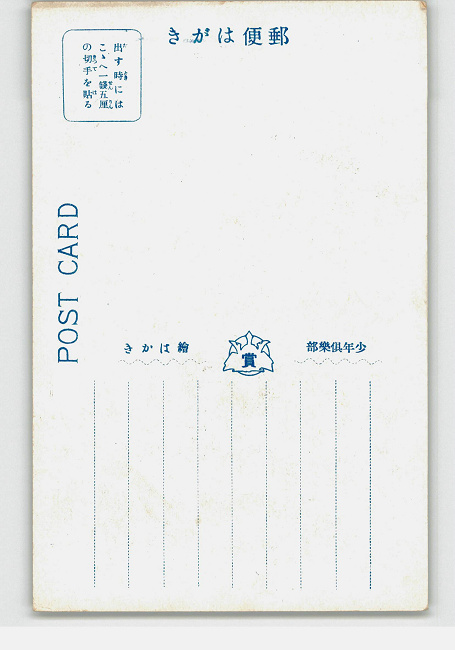 きがは便郵
出す時には
こゝへ一錢五厘
の切手を貼る
POST CARD
部樂俱年少
賞
きかは繪